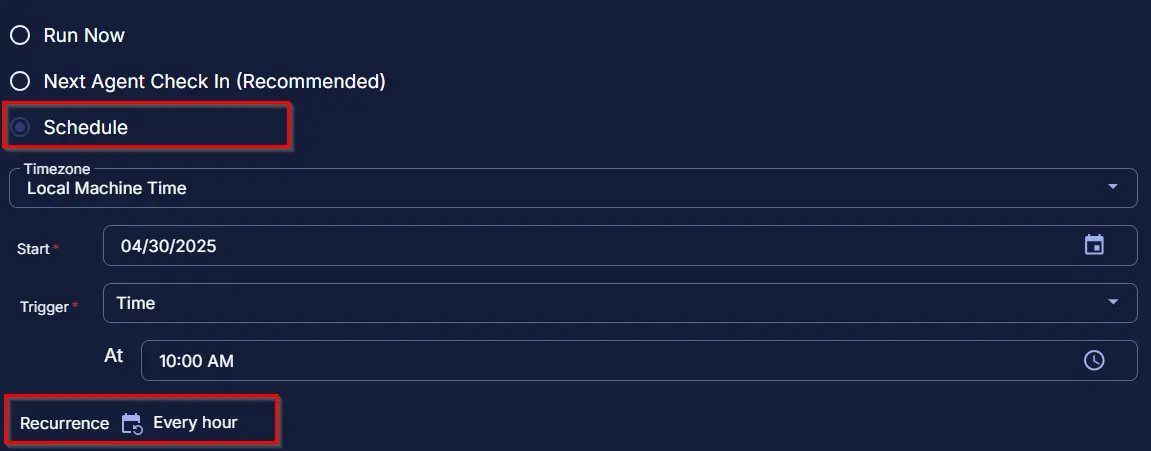 Run Now
Next Agent Check In (Recommended)
Schedule
Timezone
Local Machine Time
Start * 04/30/2025
Trigger * Time
At 10:00 AM
Recurrence Every hour